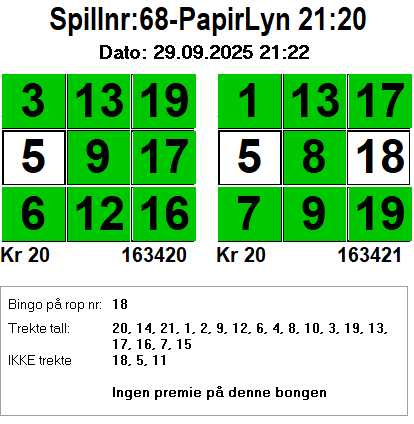 Spillnr:68-PapirLyn 21:20
Dato: 29.09.2025 21:22
3 13 19 1 13 17
5 9 17 5 8 18
6 12 16 7 9 19
Kr 20 163420 Kr 20 163421
Bingo på rop nr: 18
Trekte tall: 20, 14, 21, 1, 2, 9, 12, 6, 4, 8, 10, 3, 19, 13,
17, 16, 7, 15
IKKE trekte 18, 5, 11
Ingen premie på denne bongen